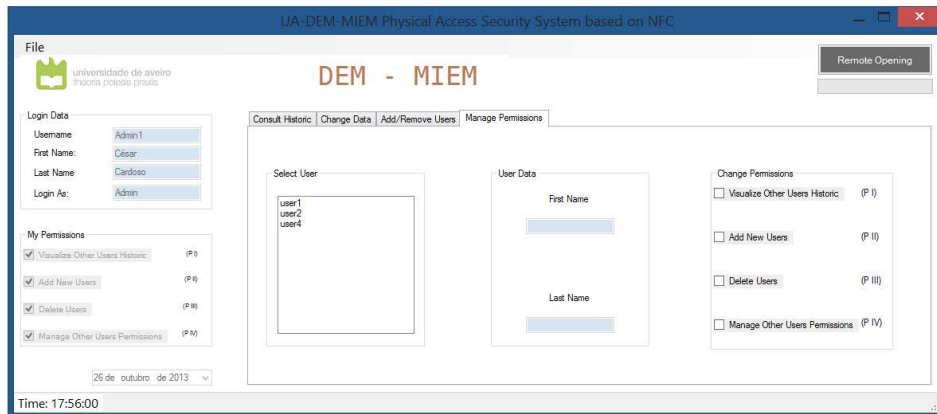 UA-DEM-MIEM Physical Access Security System based on NFC
File
universidade de aveiro
theoria poiesis praxis
DEM - MIEM
Remote Opening
Login Data
Username Admin1
First Name: César
Last Name Cardoso
Login As: Admin
My Permissions
Visualize Other Users Historic (P I)
Add New Users (P II)
Delete Users (P III)
Manage Other Users Permissions (P IV)
26 de outubro de 2013
Consult Historic Change Data Add/Remove Users Manage Permissions
Select User
user1
user2
user4
User Data
First Name
Last Name
Change Permissions
Visualize Other Users Historic (P I)
Add New Users (P II)
Delete Users (P III)
Manage Other Users Permissions (P IV)
Time: 17:56:00